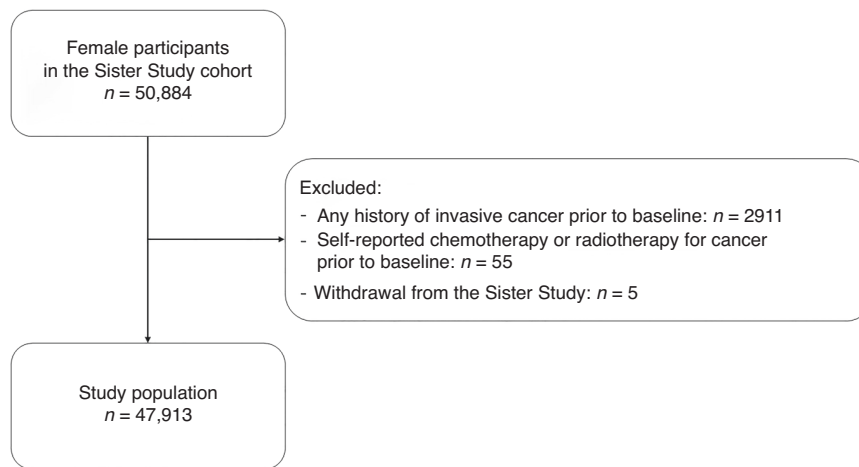 Female participants
in the Sister Study cohort
n = 50,884
Excluded:
- Any history of invasive cancer prior to baseline: n = 2911
- Self-reported chemotherapy or radiotherapy for cancer
prior to baseline: n = 55
- Withdrawal from the Sister Study: n = 5
Study population
n = 47,913